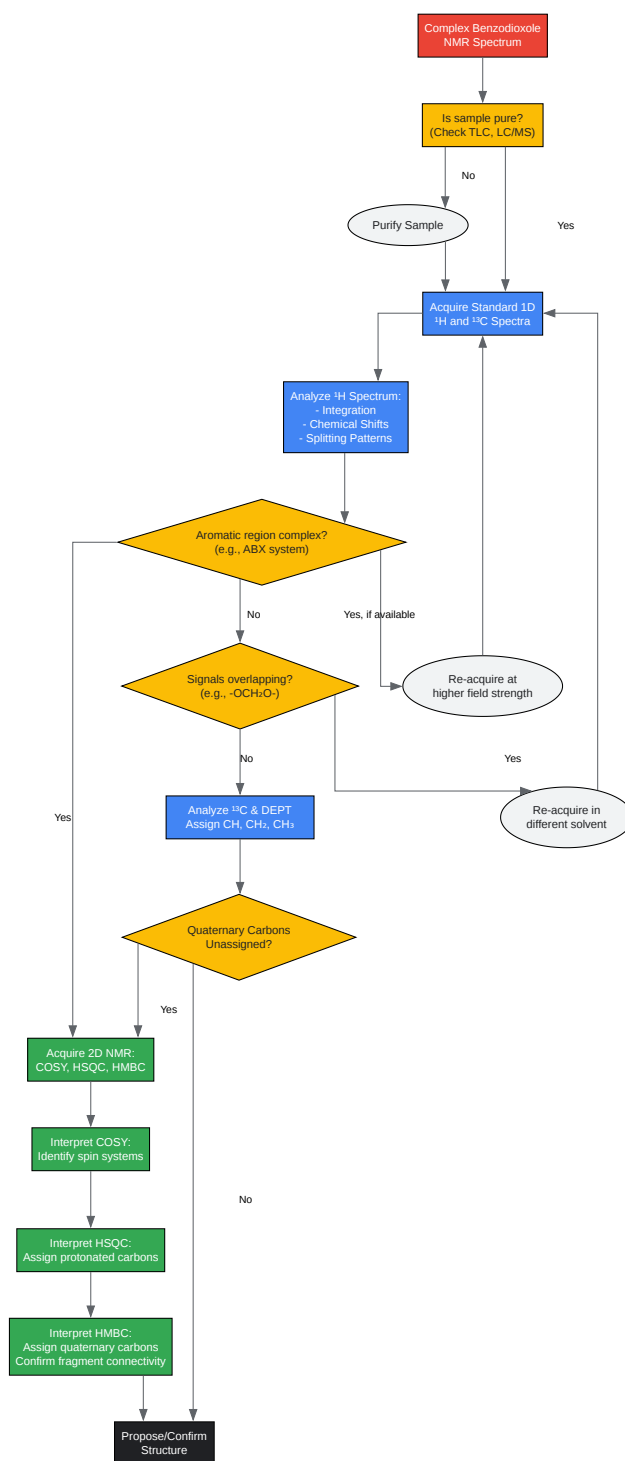 Complex Benzodioxole
NMR Spectrum
Is sample pure?
(Check TLC, LC/MS)
No
Purify Sample
Yes
Acquire Standard 1D
¹H and ¹³C Spectra
Analyze ¹H Spectrum:
- Integration
- Chemical Shifts
- Splitting Patterns
Aromatic region complex?
(e.g., ABX system)
No
Yes, if available
Signals overlapping?
(e.g., -OCH₂O-)
Re-acquire at
higher field strength
No
Yes
Analyze ¹³C & DEPT
Assign CH, CH₂, CH₃
Re-acquire in
different solvent
Yes
Quaternary Carbons
Unassigned?
Yes
Acquire 2D NMR:
COSY, HSQC, HMBC
Interpret COSY:
Identify spin systems
No
Interpret HSQC:
Assign protonated carbons
Interpret HMBC:
Assign quaternary carbons
Confirm fragment connectivity
Propose/Confirm
Structure